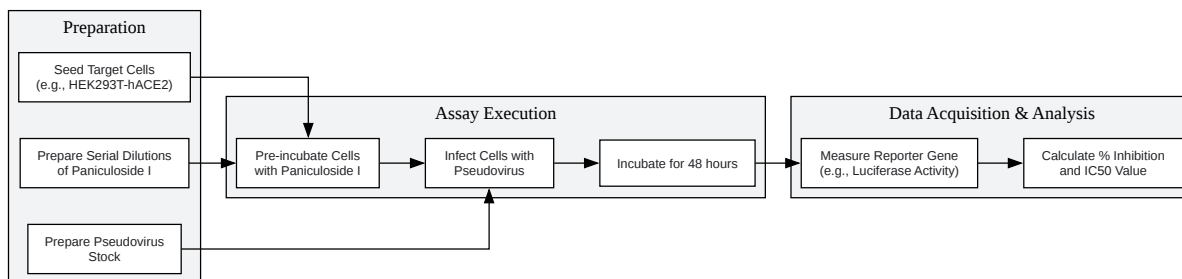 Preparation
Seed Target Cells
(e.g., HEK293T-hACE2)
Prepare Serial Dilutions
of Paniculoside I
Prepare Pseudovirus
Stock
Assay Execution
Pre-incubate Cells
with Paniculoside I
Infect Cells with
Pseudovirus
Incubate for 48 hours
Data Acquisition & Analysis
Measure Reporter Gene
(e.g., Luciferase Activity)
Calculate % Inhibition
and IC50 Value